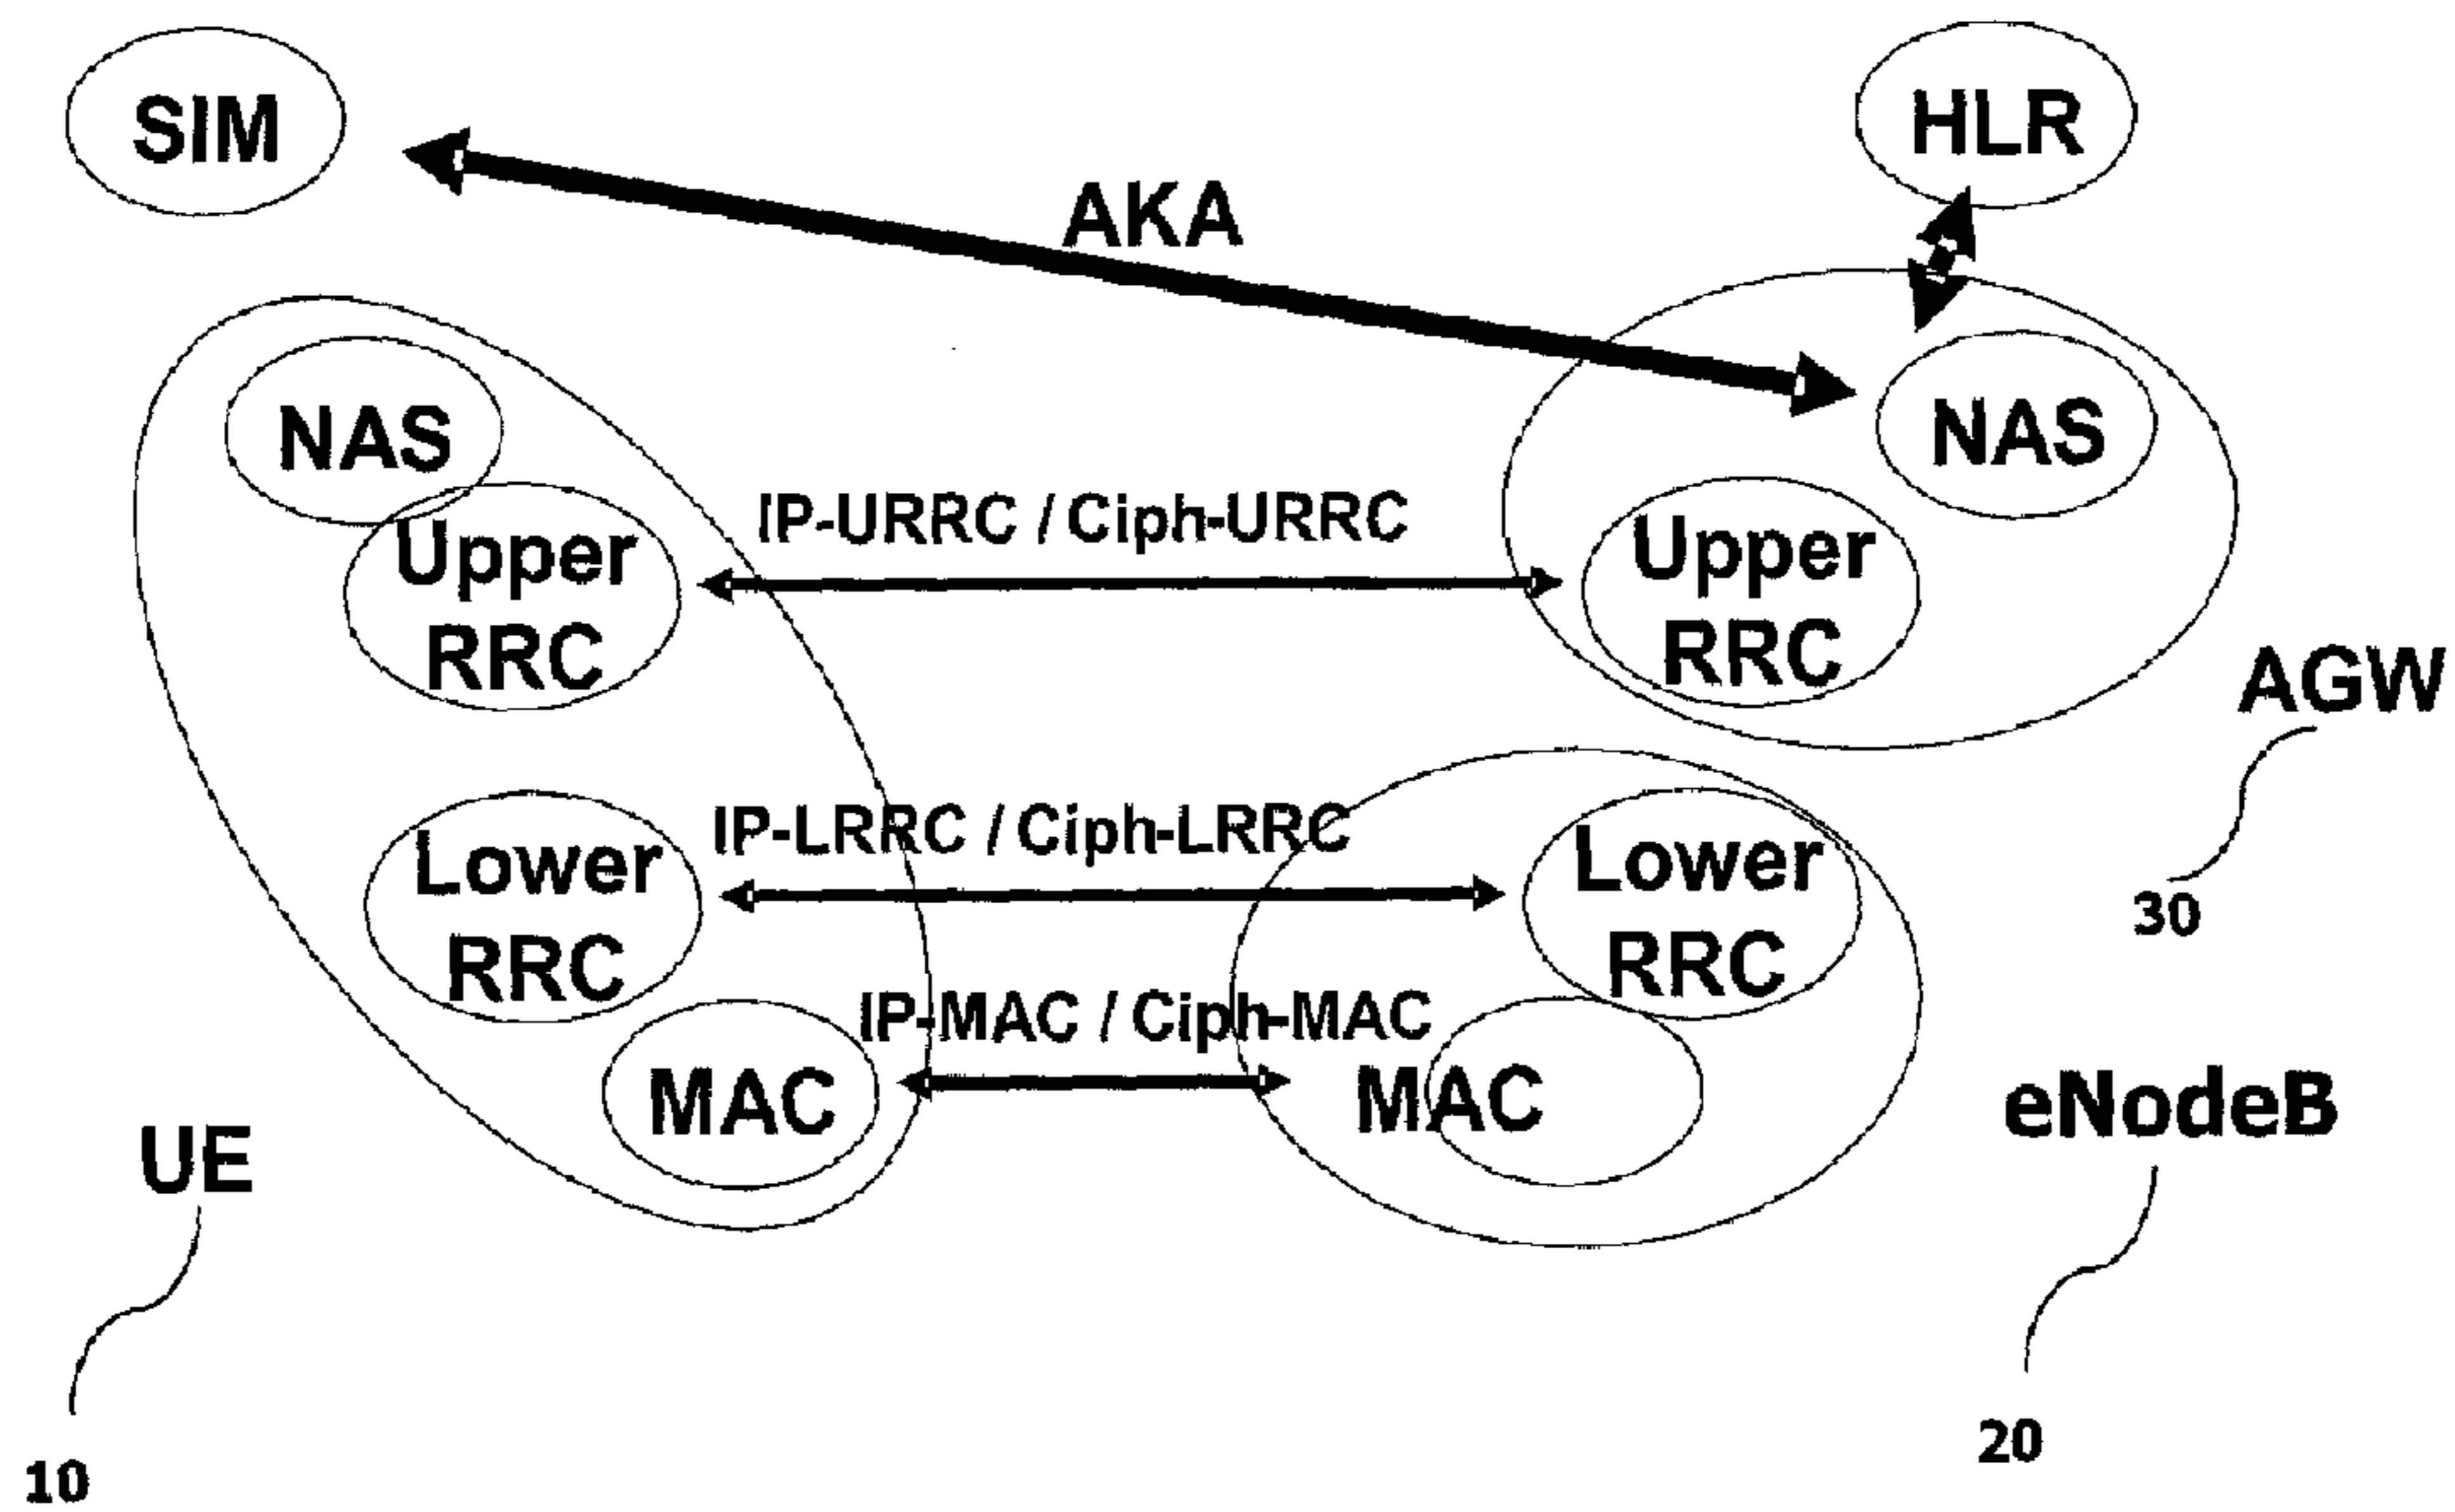 SIM
HLR
AKA
NAS
NAS
IP-URRC / Ciph-URRC
Upper
RRC
Upper
RRC
AGW
30
IP-LRRC / Ciph-LRRC
Lower
RRC
Lower
RRC
IP-MAC / Ciph-MAC
MAC
MAC
eNodeB
UE
20
10